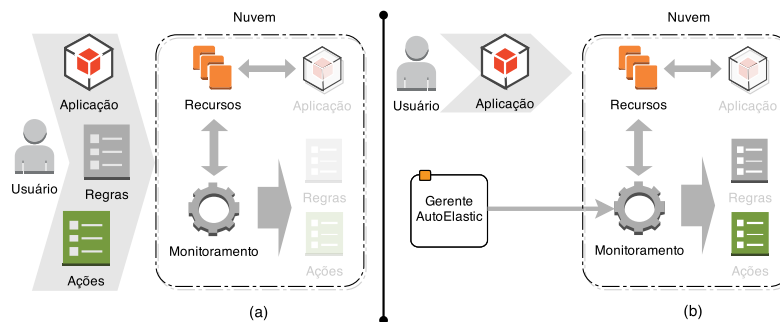 Nuvem
Aplicação
Usuário
Regras
Ações
Recursos
Aplicação
Monitoramento
Regras
Ações
(a)
Nuvem
Usuário
Aplicação
Recursos
Aplicação
Gerente
AutoElastic
Monitoramento
Regras
Ações
(b)